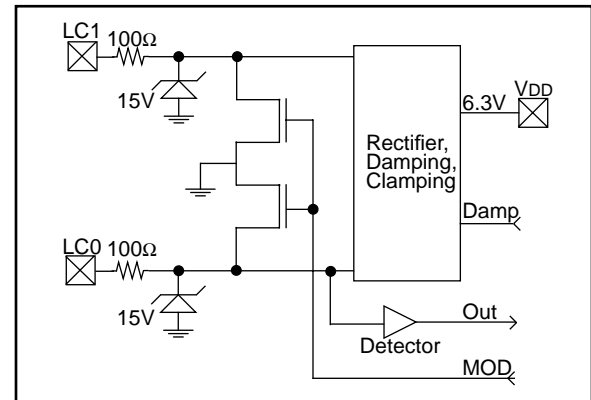 LC1
100Ω
15V
6.3V
VDD
Rectifier,
Damping,
Clamping
Damp
LC0
100Ω
15V
Out
Detector
MOD